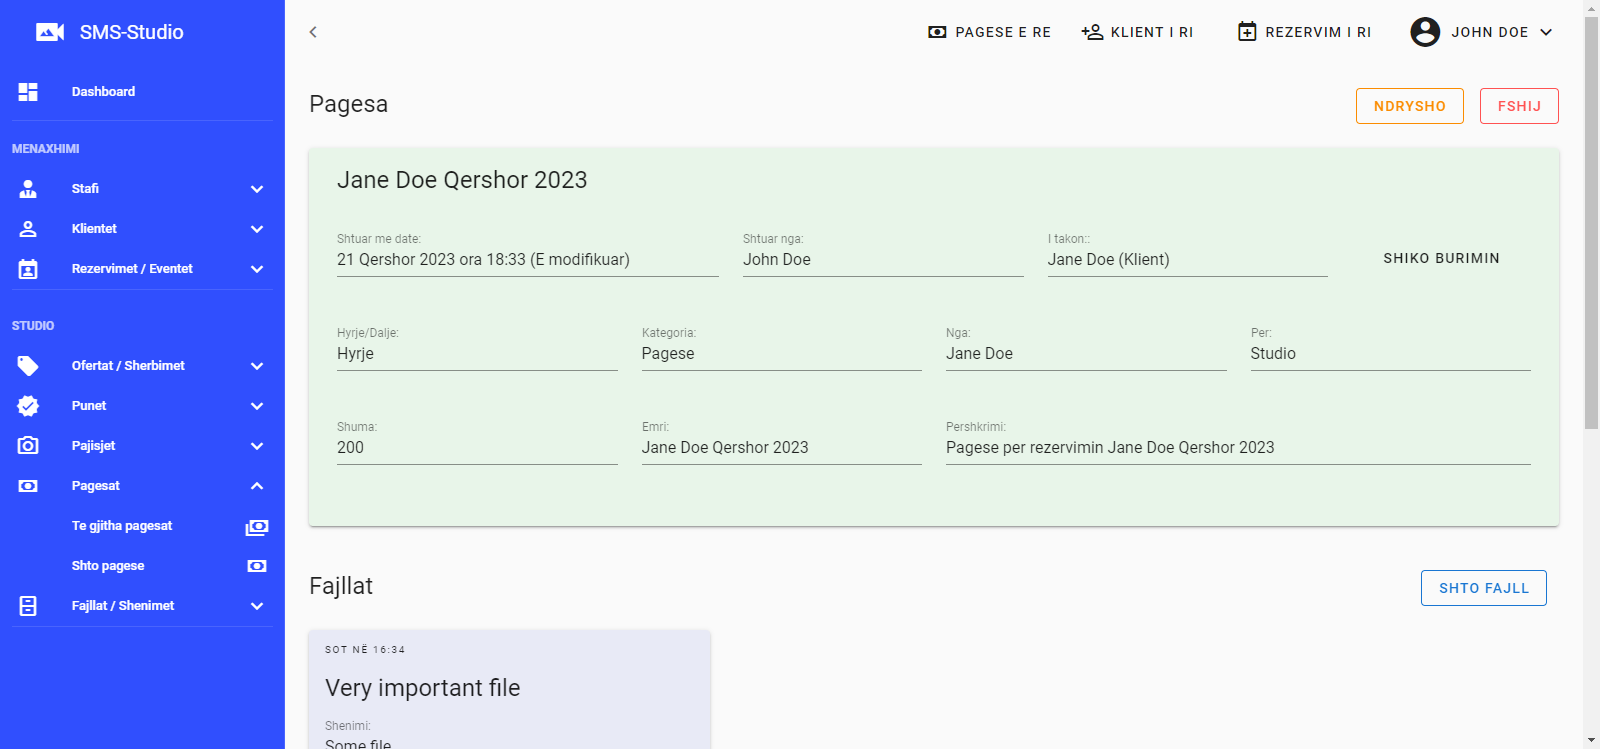 SMS-Studio
Dashboard
MENAXHIMI
Stafi
Klientet
Rezervimet / Eventet
STUDIO
Ofertat / Sherbimet
Punet
Pajisjet
Pagesat
Te gjitha pagesat
Shto pagese
Fajllat / Shenimet
PAGESE E RE KLIENT I RI REZERVIM I RI JOHN DOE
Pagesa NDRYSHO FSHIJ
Jane Doe Qershor 2023
Shtuar me date: Shtuar nga: I takon::
21 Qershor 2023 ora 18:33 (E modifikuar) John Doe Jane Doe (Klient) SHIKO BURIMIN
Hyrje/Dalje: Kategoria: Nga: Per:
Hyrje Pagese Jane Doe Studio
Shuma: Emri: Pershkrimi:
200 Jane Doe Qershor 2023 Pagese per rezervimin Jane Doe Qershor 2023
Fajllat SHTO FAJLL
SOT NË 16:34
Very important file
Shenimi:
Some file